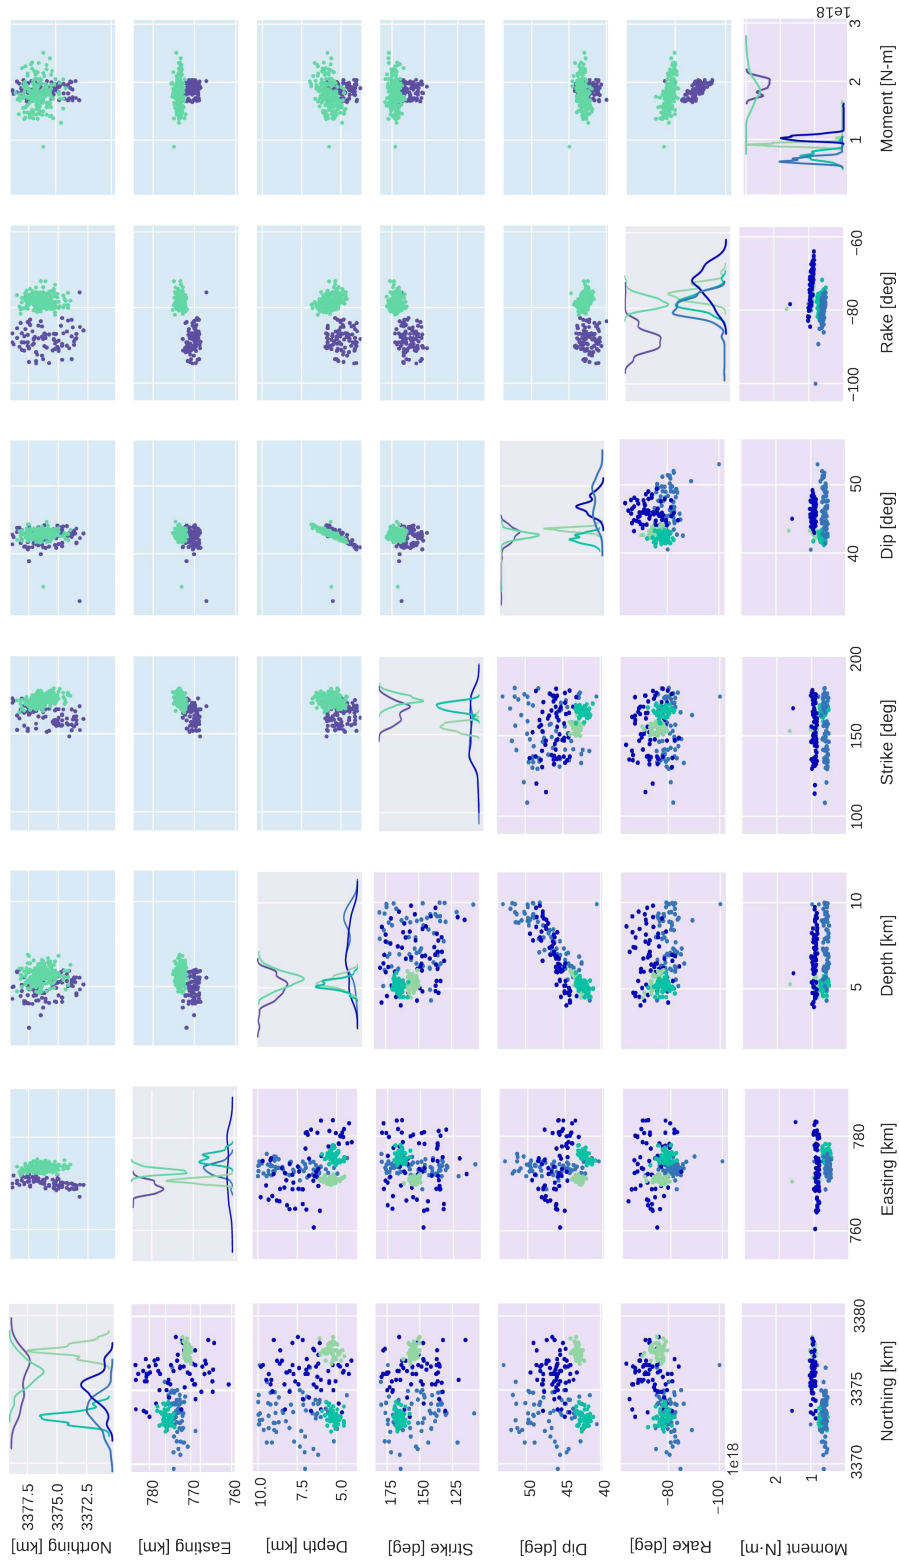 Northing [km]
3377.5
3375.0
3372.5
Easting [km]
780
770
760
Depth [km]
10.0
7.5
5.0
Strike [deg]
175
150
125
Dip [deg]
50
45
40
Rake [deg]
−80
−100
1e18
Moment [N·m]
2
1
3370 3375 3380
760 780
5 10
100 150 200
40 50
−100 −80 −60
1 2 3
1e18
Northing [km]
Easting [km]
Depth [km]
Strike [deg]
Dip [deg]
Rake [deg]
Moment [N-m]